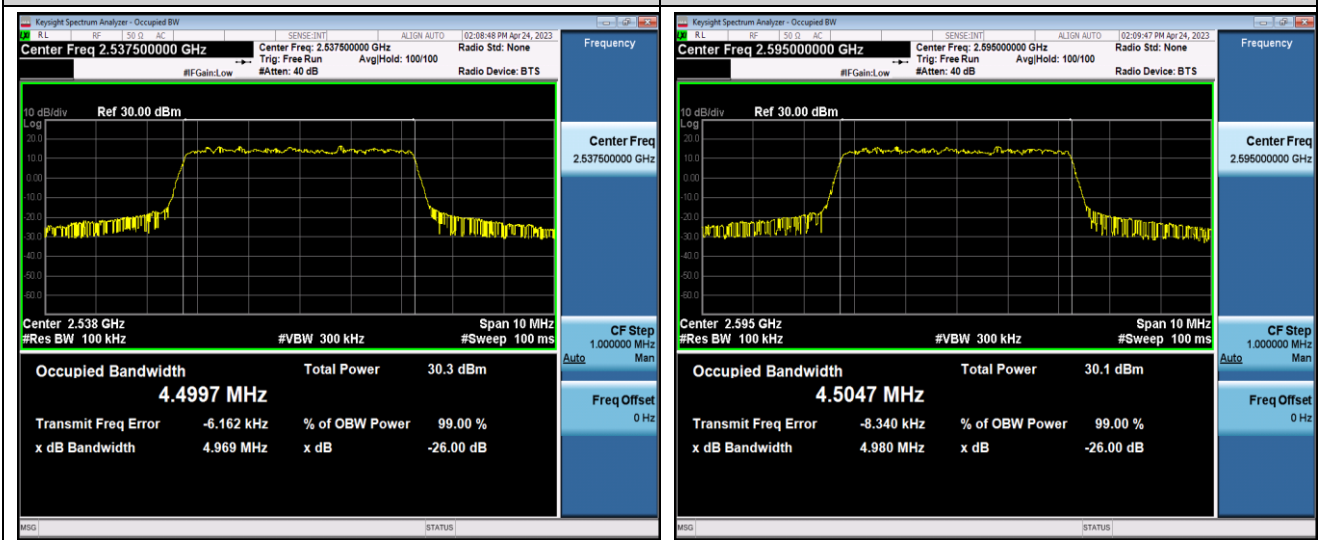 Keysight Spectrum Analyzer - Occupied BW
RL RF 50 Ω AC SENSE:INT ALIGN AUTO 02:08:48 PM Apr 24, 2023
Center Freq 2.537500000 GHz
Center Freq: 2.537500000 GHz
Radio Std: None
Trig: Free Run Avg|Hold: 100/100
#IFGain:Low #Atten: 40 dB
Radio Device: BTS
10 dB/div Ref 30.00 dBm
Log
20.0
10.0
0.00
-10.0
-20.0
-30.0
-40.0
-50.0
-60.0
Center 2.538 GHz Span 10 MHz
#Res BW 100 kHz #VBW 300 kHz #Sweep 100 ms
Occupied Bandwidth Total Power 30.3 dBm
4.4997 MHz
Transmit Freq Error -6.162 kHz % of OBW Power 99.00 %
x dB Bandwidth 4.969 MHz x dB -26.00 dB
MSG STATUS
Frequency
Center Freq
2.537500000 GHz
CF Step
1.000000 MHz
Auto Man
Freq Offset
0 Hz
Keysight Spectrum Analyzer - Occupied BW
RL RF 50 Ω AC SENSE:INT ALIGN AUTO 02:09:47 PM Apr 24, 2023
Center Freq 2.595000000 GHz
Center Freq: 2.595000000 GHz
Radio Std: None
Trig: Free Run Avg|Hold: 100/100
#IFGain:Low #Atten: 40 dB
Radio Device: BTS
10 dB/div Ref 30.00 dBm
Log
20.0
10.0
0.00
-10.0
-20.0
-30.0
-40.0
-50.0
-60.0
Center 2.595 GHz Span 10 MHz
#Res BW 100 kHz #VBW 300 kHz #Sweep 100 ms
Occupied Bandwidth Total Power 30.1 dBm
4.5047 MHz
Transmit Freq Error -8.340 kHz % of OBW Power 99.00 %
x dB Bandwidth 4.980 MHz x dB -26.00 dB
MSG STATUS
Frequency
Center Freq
2.595000000 GHz
CF Step
1.000000 MHz
Auto Man
Freq Offset
0 Hz